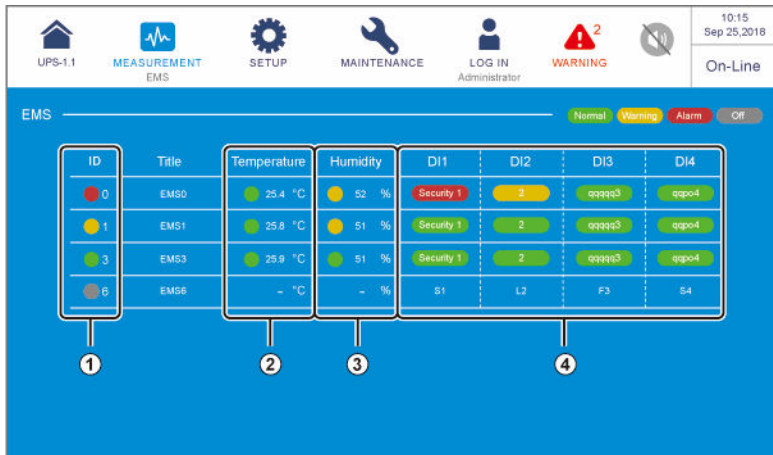 10:15
2
Sep 25,2018
UPS-1.1 MEASUREMENT SETUP MAINTENANCE LOG IN WARNING On-Line
EMS Administrator
EMS Normal Warning Alarm Off
ID Title Temperature Humidity DI1 DI2 DI3 DI4
0 EMS0 25.4 °C 52 % Security 1 2 qqqqq3 qqpo4
1 EMS1 25.8 °C 51 % Security 1 2 qqqqq3 qqpo4
3 EMS3 25.9 °C 51 % Security 1 2 qqqqq3 qqpo4
6 EMS6 – °C – % S1 L2 F3 S4
1 2 3 4